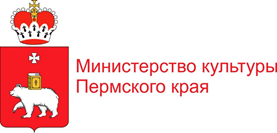 Министерство культуры
Пермского края